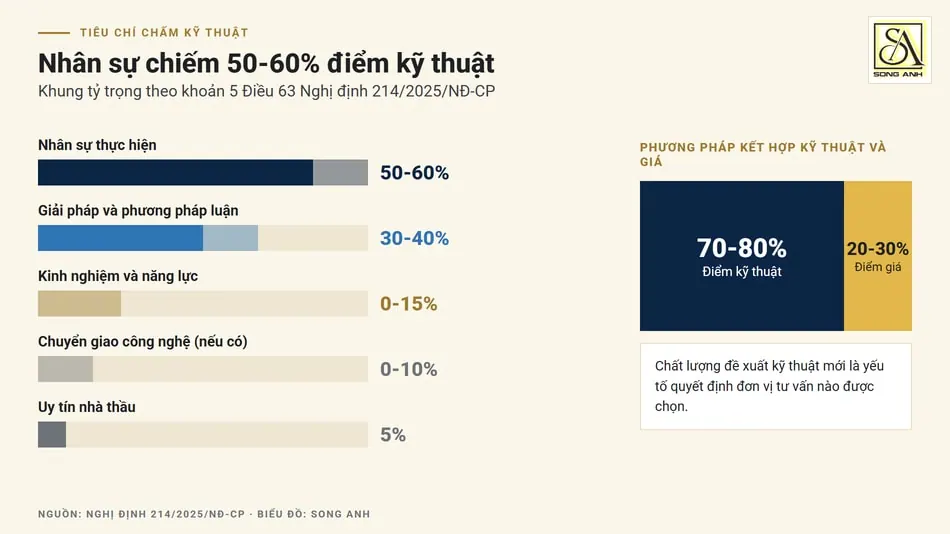 TIÊU CHÍ CHẤM KỸ THUẬT
Nhân sự chiếm 50-60% điểm kỹ thuật
Khung tỷ trọng theo khoản 5 Điều 63 Nghị định 214/2025/NĐ-CP
SA
SONG ANH
Nhân sự thực hiện
50-60%
Giải pháp và phương pháp luận
30-40%
Kinh nghiệm và năng lực
0-15%
Chuyển giao công nghệ (nếu có)
0-10%
Uy tín nhà thầu
5%
PHƯƠNG PHÁP KẾT HỢP KỸ THUẬT VÀ
GIÁ
70-80%
Điểm kỹ thuật
20-30%
Điểm giá
Chất lượng đề xuất kỹ thuật mới là yếu
tố quyết định đơn vị tư vấn nào được
chọn.
NGUỒN: NGHỊ ĐỊNH 214/2025/NĐ-CP · BIỂU ĐỒ: SONG ANH